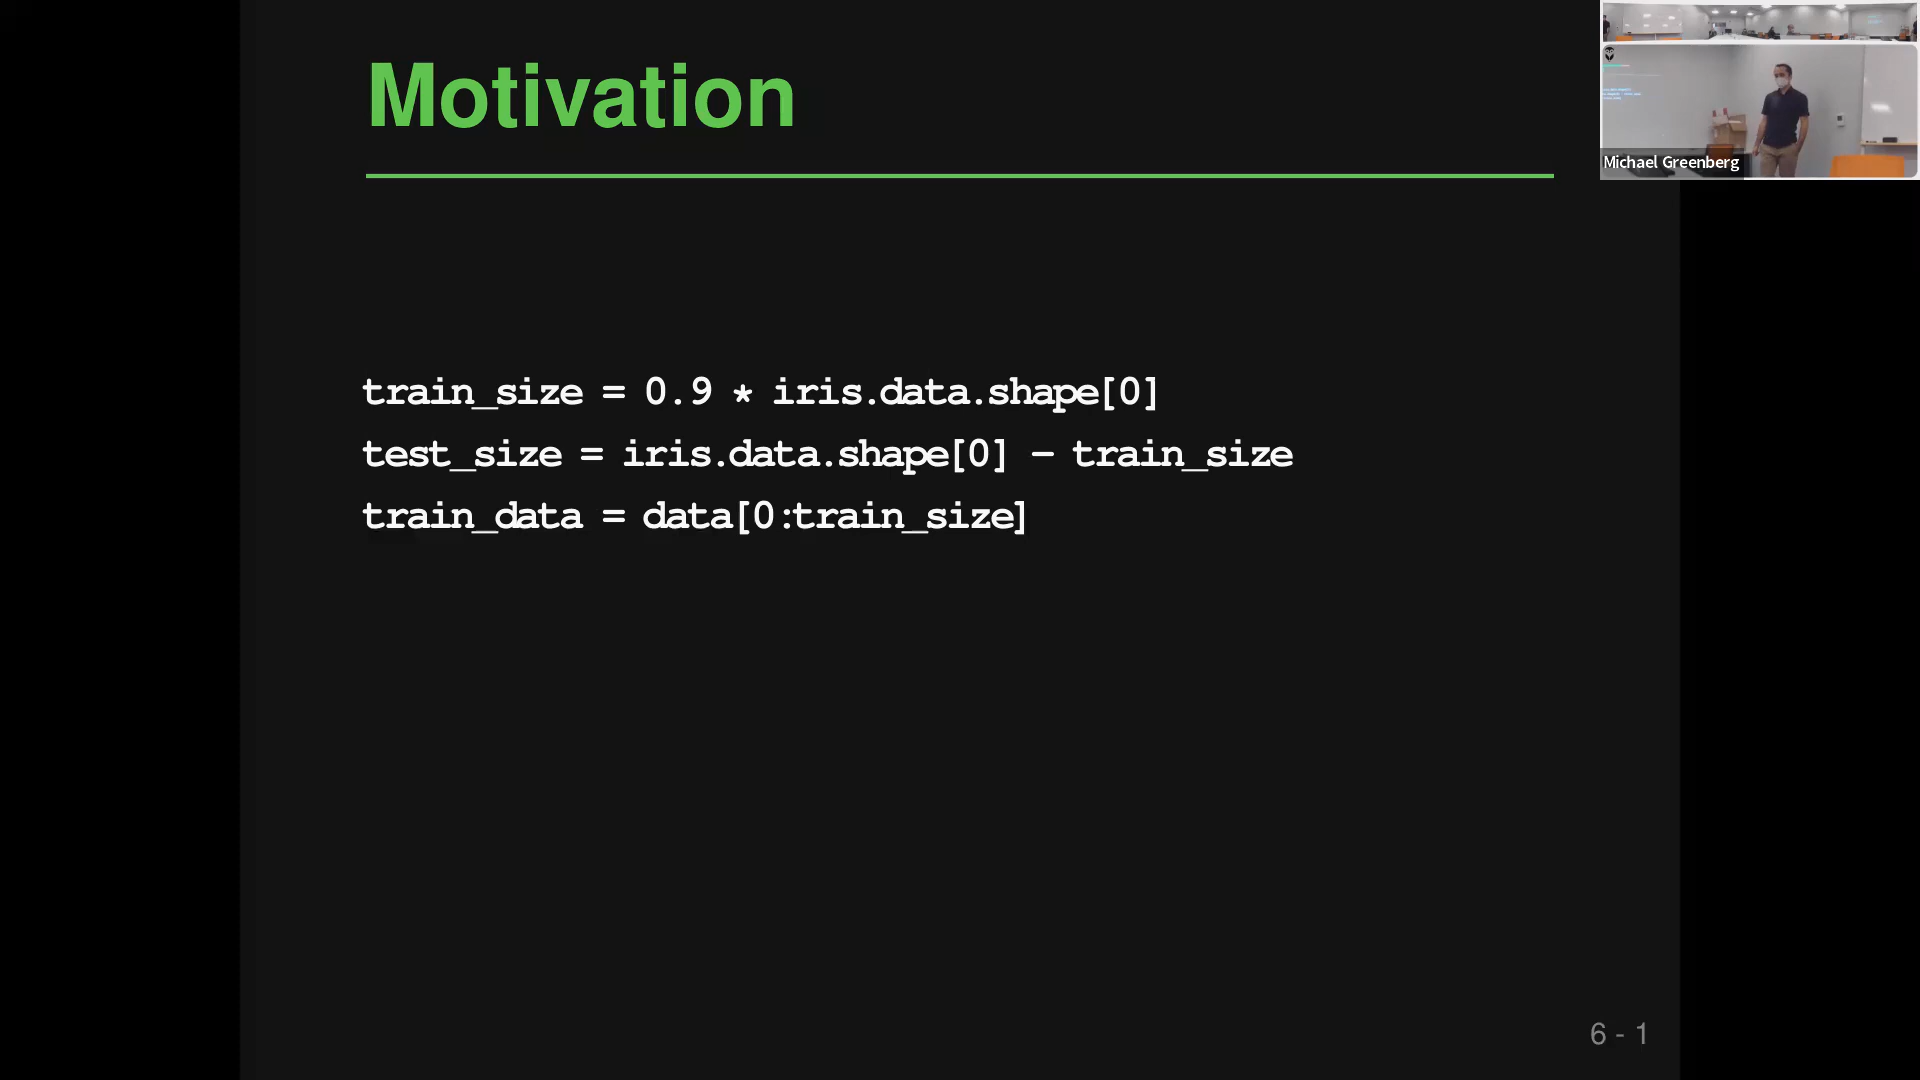 Motivation
train_size = 0.9 * iris.data.shape[0]
test_size = iris.data.shape[0] - train_size
train_data = data[0:train_size]
Michael Greenberg
6 - 1